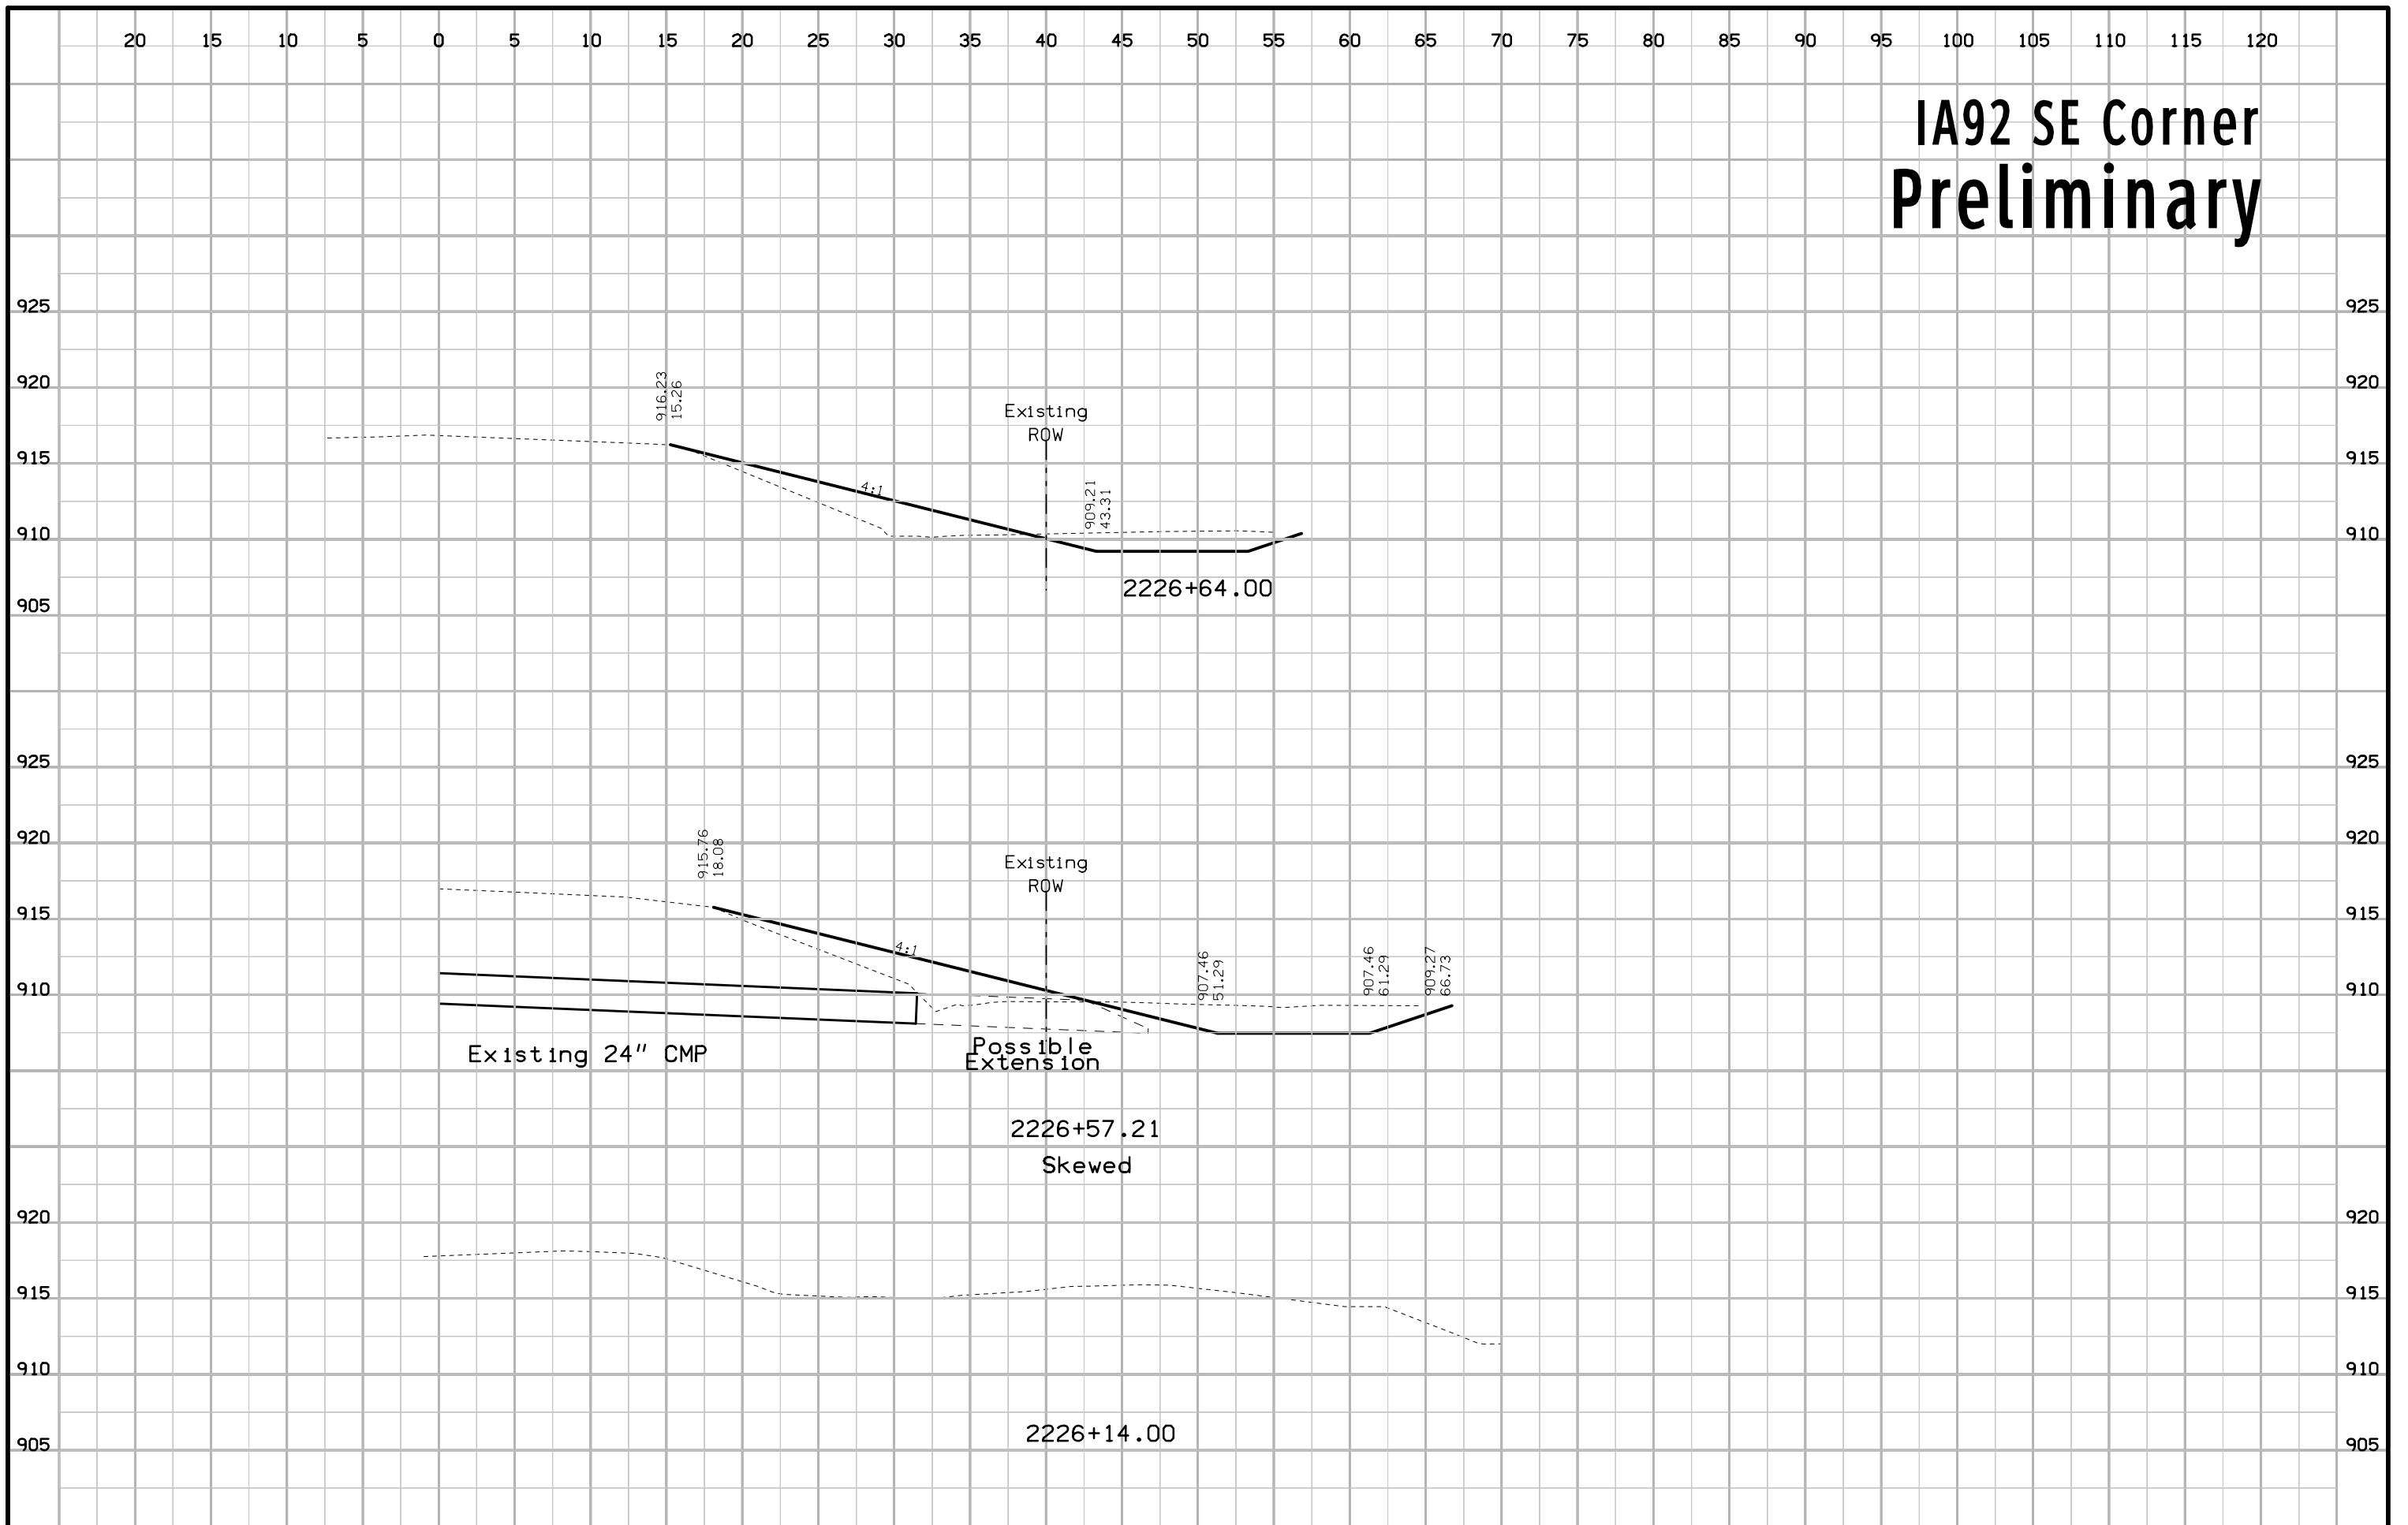 20 15 10 5 0 5 10 15 20 25 30 35 40 45 50 55 60 65 70 75 80 85 90 95 100 105 110 115 120
IA92 SE Corner
Preliminary
925 925
920 920
916.23
15.26
Existing
ROW
915 915
4:1
909.21
43.31
910 910
2226+64.00
905
925 925
920 920
915.76
18.08
Existing
ROW
915 915
4:1
907.46
51.29
907.46
61.29
909.27
66.73
910 910
Existing 24" CMP
Possible
Extension
2226+57.21
Skewed
920 920
915 915
910 910
2226+14.00
905 905